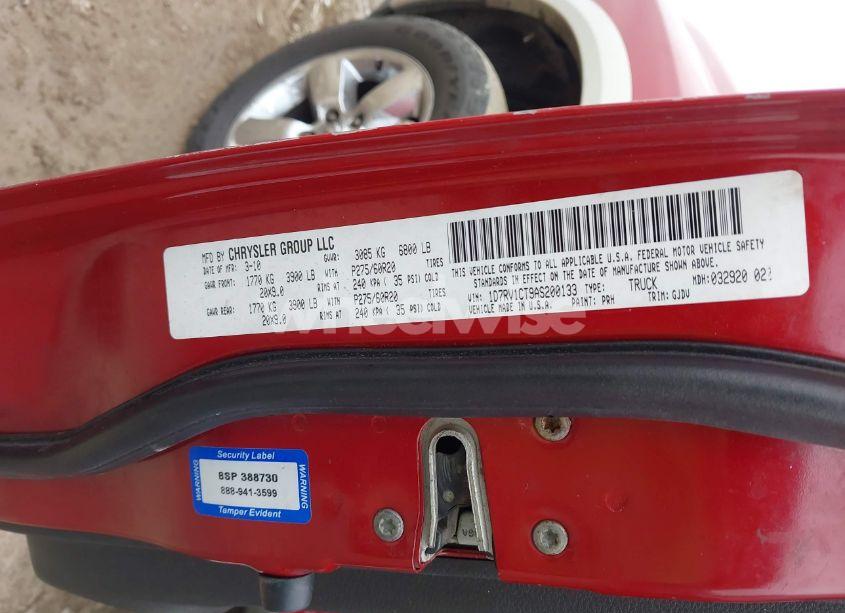 MFD BY CHRYSLER GROUP LLC
DATE OF MFR: 3-10 GVWR: 3085 KG 6800 LB
GAWR FRONT: 1770 KG 3900 LB WITH P275/60R20 TIRES
20X9.0 RIMS AT 240 KPA ( 35 PSI) COLD
GAWR REAR: 1770 KG 3900 LB WITH P275/60R20 TIRES
20X9.0 RIMS AT 240 KPA ( 35 PSI) COLD
THIS VEHICLE CONFORMS TO ALL APPLICABLE U.S.A. FEDERAL MOTOR VEHICLE SAFETY
STANDARDS IN EFFECT ON THE DATE OF MANUFACTURE SHOWN ABOVE.
VIN: 1D7RV1CT9AS200133 TYPE: TRUCK MDH: 032920 02
VEHICLE MADE IN U.S.A. PAINT: PRH TRIM: GJDV
wheelwise
Security Label
WARNING
BSP 388730
888-941-3599
WARNING
Tamper Evident